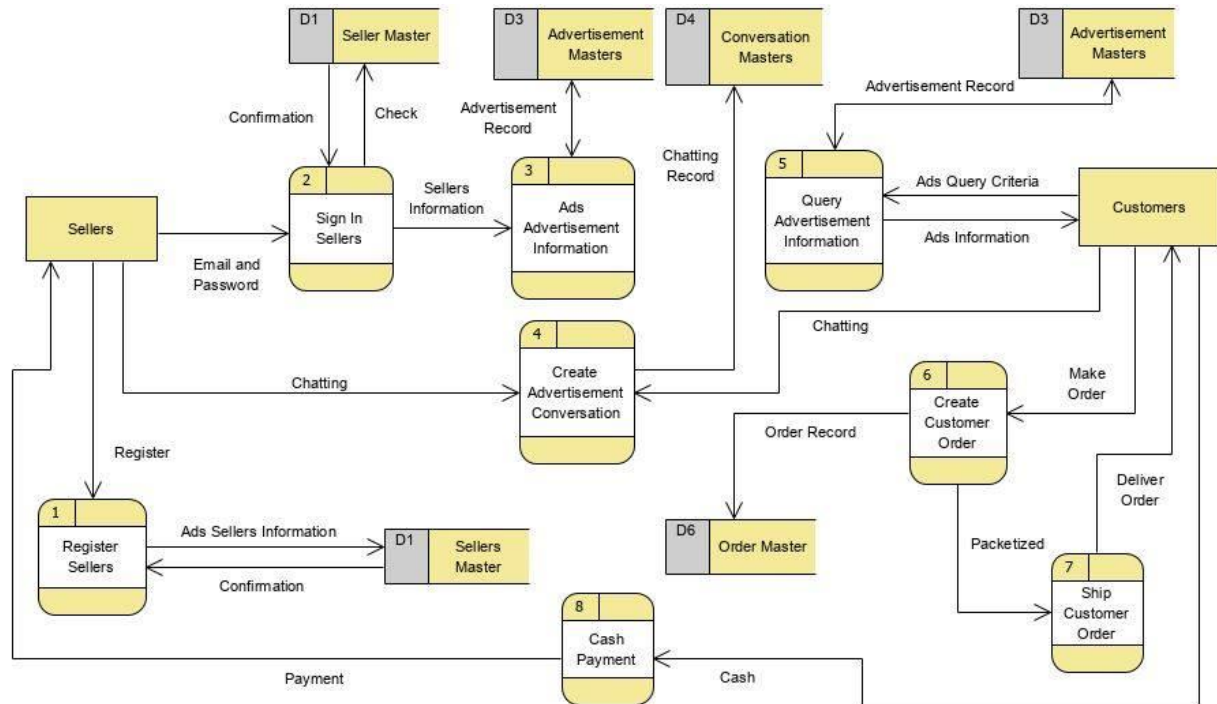 D1
Seller Master
D3
Advertisement
Masters
D4
Conversation
Masters
D3
Advertisement
Masters
Confirmation
Check
Advertisement
Record
Chatting
Record
Advertisement Record
2
Sign In
Sellers
Sellers
Information
3
Ads
Advertisement
Information
5
Query
Advertisement
Information
Ads Query Criteria
Ads Information
Customers
Sellers
Email and
Password
4
Create
Advertisement
Conversation
Chatting
Chatting
Make
Order
6
Create
Customer
Order
Order Record
Register
Deliver
Order
1
Register
Sellers
Ads Sellers Information
Confirmation
D1
Sellers
Master
D6
Order Master
Packetized
7
Ship
Customer
Order
8
Cash
Payment
Payment
Cash